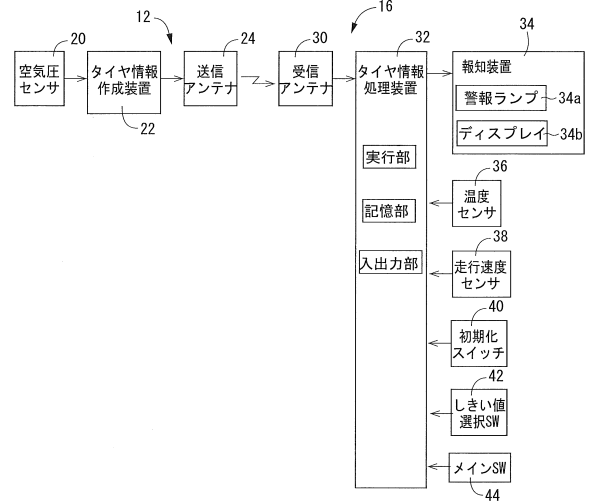 12
16
20
空気圧
センサ
タイヤ情報
作成装置
22
24
送信
アンテナ
30
受信
アンテナ
32
タイヤ情報
処理装置
実行部
記憶部
入出力部
34
報知装置
警報ランプ
34a
ディスプレイ
34b
36
温度
センサ
38
走行速度
センサ
40
初期化
スイッチ
42
しきい値
選択SW
メインSW
44